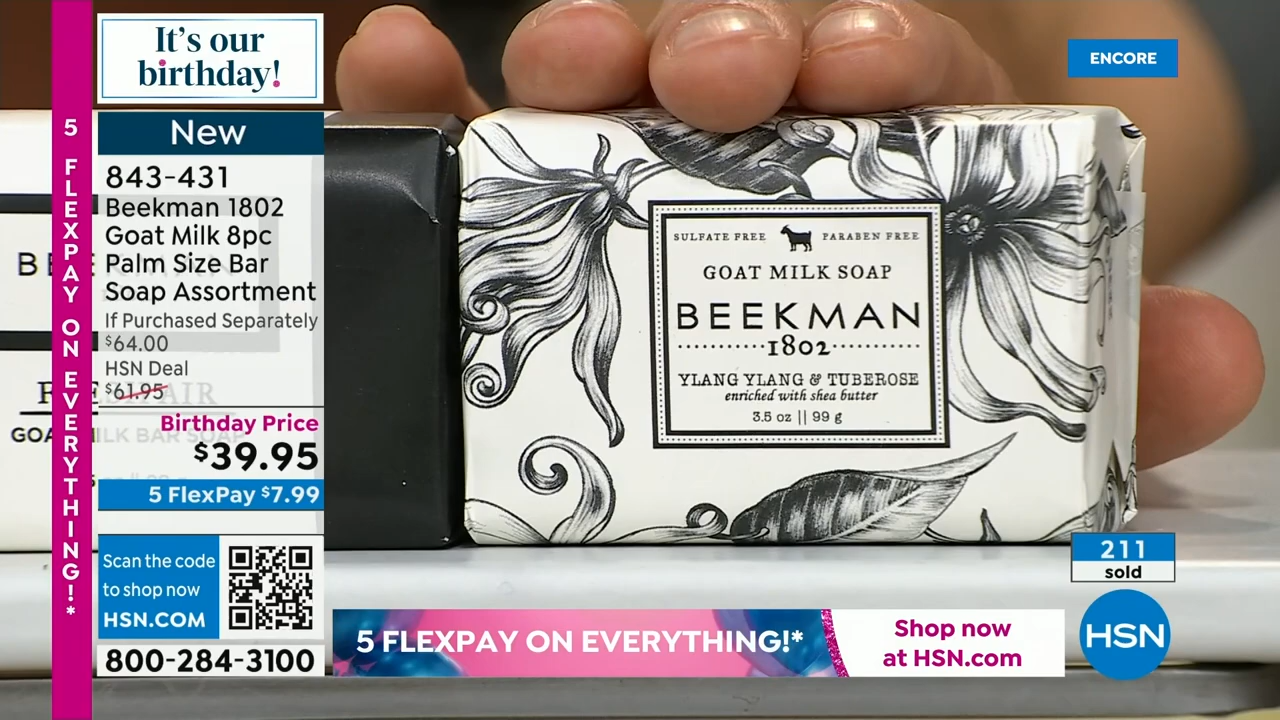 It's our
birthday!
5 FLEXPAY ON EVERYTHING!*
New
843-431
Beekman 1802
Goat Milk 8pc
Palm Size Bar
Soap Assortment
If Purchased Separately
$64.00
HSN Deal
$61.95
Birthday Price
$39.95
5 FlexPay $7.99
Scan the code
to shop now
HSN.COM
800-284-3100
ENCORE
SULFATE FREE PARABEN FREE
GOAT MILK SOAP
BEEKMAN
1802
YLANG YLANG & TUBEROSE
enriched with shea butter
3.5 oz || 99 g
211
sold
5 FLEXPAY ON EVERYTHING!*
Shop now
at HSN.com
HSN